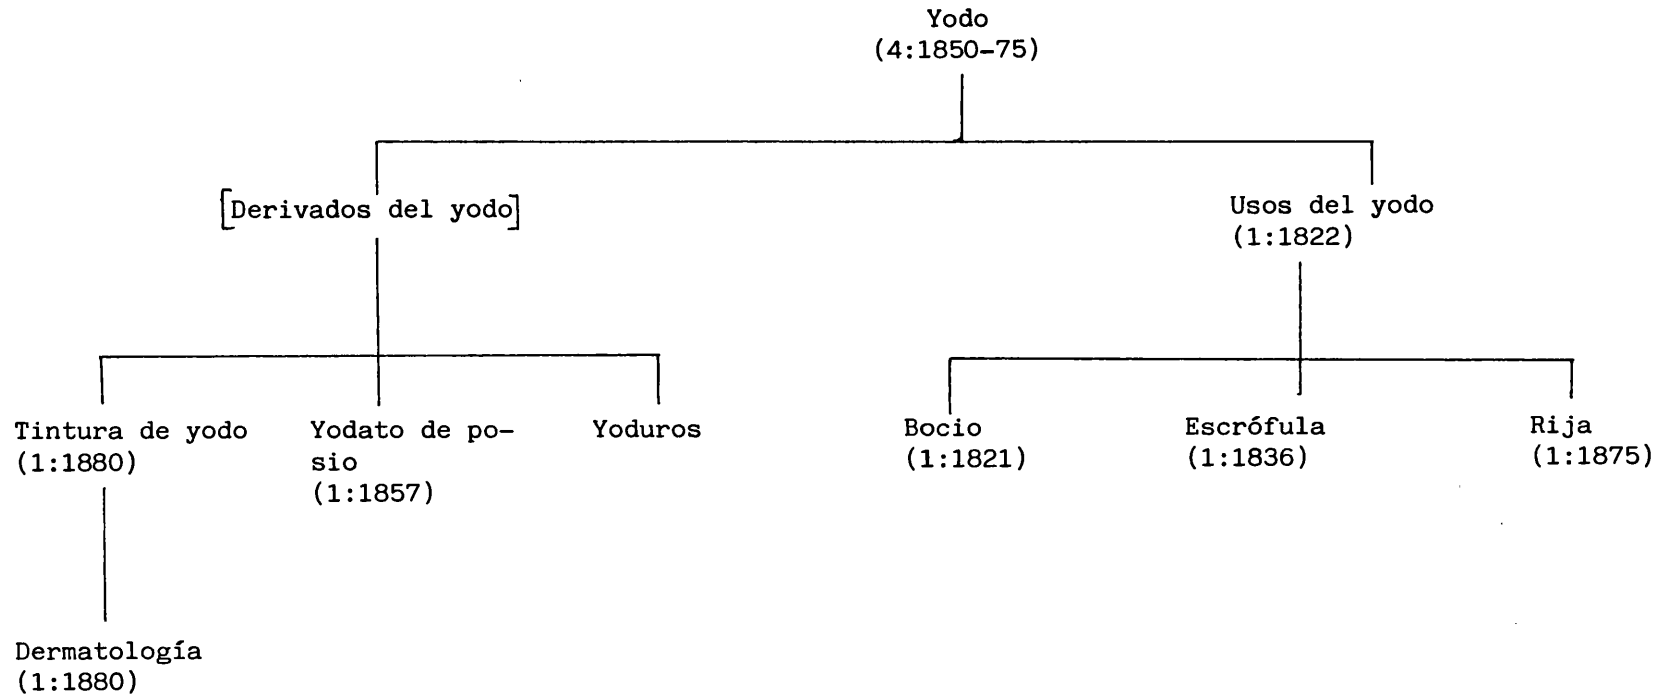 Yodo
(4:1850-75)
[Derivados del yodo]
Usos del yodo
(1:1822)
Tintura de yodo
(1:1880)
Yodato de po-
sio
(1:1857)
Yoduros
Bocio
(1:1821)
Escrófula
(1:1836)
Rija
(1:1875)
Dermatología
(1:1880)